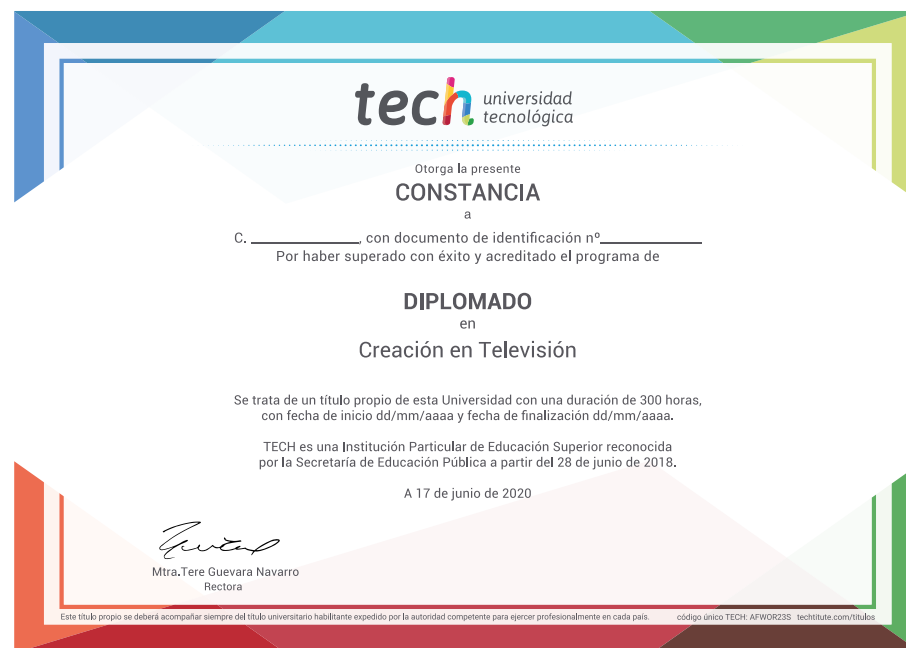 tech universidad
tecnológica
Otorga la presente
CONSTANCIA
a
C. ______________, con documento de identificación nº______________
Por haber superado con éxito y acreditado el programa de
DIPLOMADO
en
Creación en Televisión
Se trata de un título propio de esta Universidad con una duración de 300 horas,
con fecha de inicio dd/mm/aaaa y fecha de finalización dd/mm/aaaa.
TECH es una Institución Particular de Educación Superior reconocida
por la Secretaría de Educación Pública a partir del 28 de junio de 2018.
A 17 de junio de 2020
Mtra.Tere Guevara Navarro
Rectora
Este título propio se deberá acompañar siempre del título universitario habilitante expedido por la autoridad competente para ejercer profesionalmente en cada país. código único TECH: AFWOR23S techtitute.com/titulos